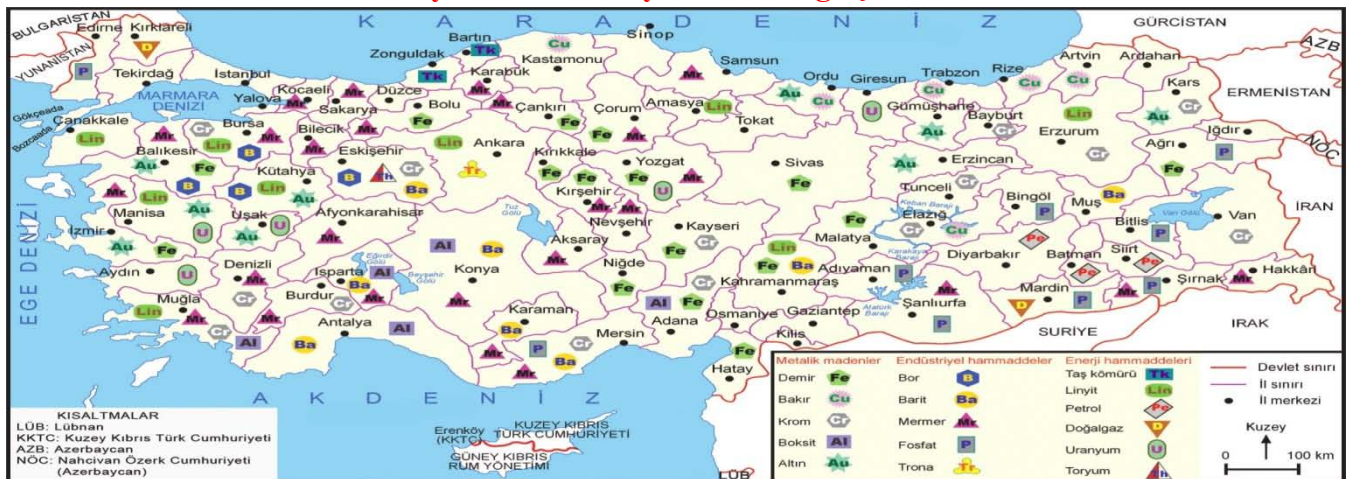 KARADENİZ
BULGARİSTAN
GÜRCİSTAN
YUNANİSTAN
AZB
ERMENİSTAN
NÖC
İRAN
IRAK
SURİYE
LÜB
EGE DENİZİ
AKDENİZ
MARMARA DENİZİ
Gökçeada
Bozcaada
Edirne
Kırklareli
Tekirdağ
İstanbul
Yalova
Kocaeli
Sakarya
Düzce
Bolu
Zonguldak
Bartın
Karabük
Kastamonu
Sinop
Samsun
Ordu
Giresun
Trabzon
Rize
Artvin
Ardahan
Kars
Iğdır
Ağrı
Çanakkale
Balıkesir
Bursa
Bilecik
Eskişehir
Kütahya
Ankara
Çankırı
Çorum
Amasya
Tokat
Gümüşhane
Bayburt
Erzurum
Erzincan
Kırıkkale
Yozgat
Sivas
Tunceli
Bingöl
Muş
Bitlis
Van Gölü
Van
Manisa
İzmir
Uşak
Afyonkarahisar
Tuz Gölü
Kırşehir
Nevşehir
Kayseri
Aksaray
Niğde
Malatya
Elazığ
Keban Barajı
Karakaya Barajı
Atatürk Barajı
Diyarbakır
Batman
Siirt
Şırnak
Hakkâri
Mardin
Aydın
Denizli
Muğla
Burdur
Isparta
Eğirdir Gölü
Beyşehir Gölü
Konya
Antalya
Karaman
Mersin
Adana
Osmaniye
Kahramanmaraş
Adıyaman
Gaziantep
Şanlıurfa
Kilis
Hatay
Erenköy (KKTC)
KUZEY KIBRIS
TÜRK CUMHURİYETİ
GÜNEY KIBRIS
RUM YÖNETİMİ
KISALTMALAR
LÜB: Lübnan
KKTC: Kuzey Kıbrıs Türk Cumhuriyeti
AZB: Azerbaycan
NÖC: Nahcivan Özerk Cumhuriyeti
(Azerbaycan)
Metalik madenler
Demir Fe
Bakır Cu
Krom Cr
Boksit Al
Altın Au
Endüstriyel hammaddeler
Bor B
Barit Ba
Mermer Mr
Fosfat P
Trona Tr
Enerji hammaddeleri
Taş kömürü Tk
Linyit Lin
Petrol Pe
Doğalgaz D
Uranyum U
Toryum Th
Devlet sınırı
İl sınırı
İl merkezi
Kuzey
0 100 km